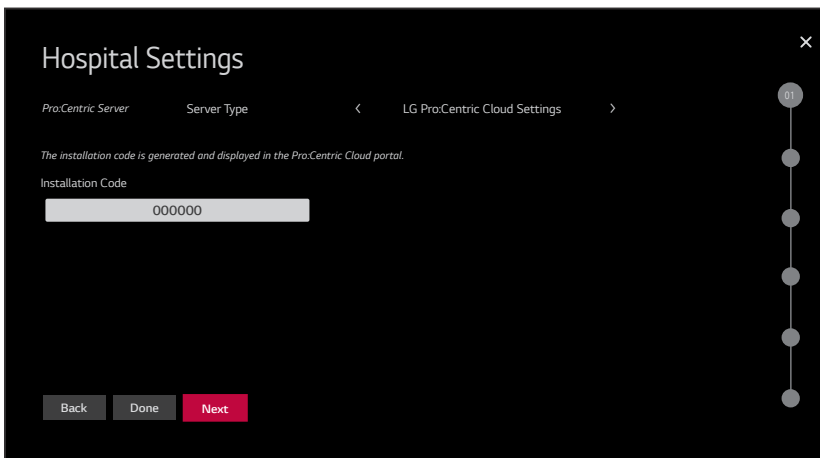 Hospital Settings
Pro:Centric Server Server Type < LG Pro:Centric Cloud Settings >
01
The installation code is generated and displayed in the Pro:Centric Cloud portal.
Installation Code
000000
Back Done Next